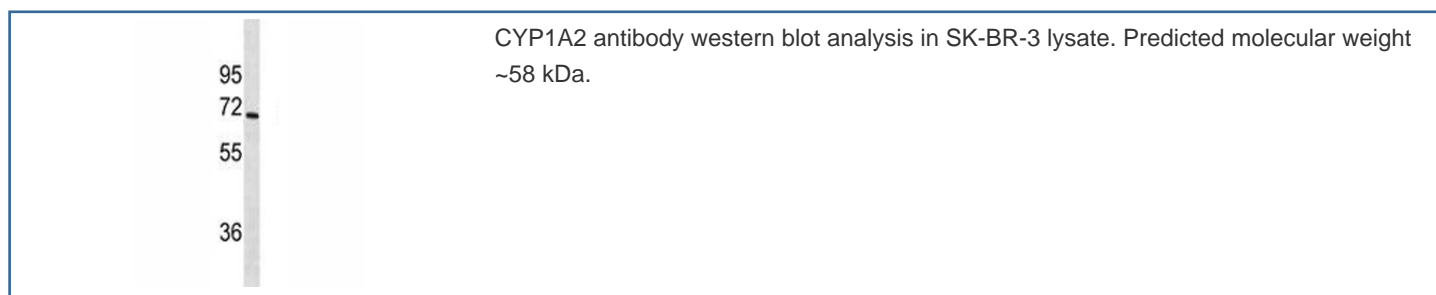 CYP1A2 antibody western blot analysis in SK-BR-3 lysate. Predicted molecular weight
~58 kDa.
95
72
55
36